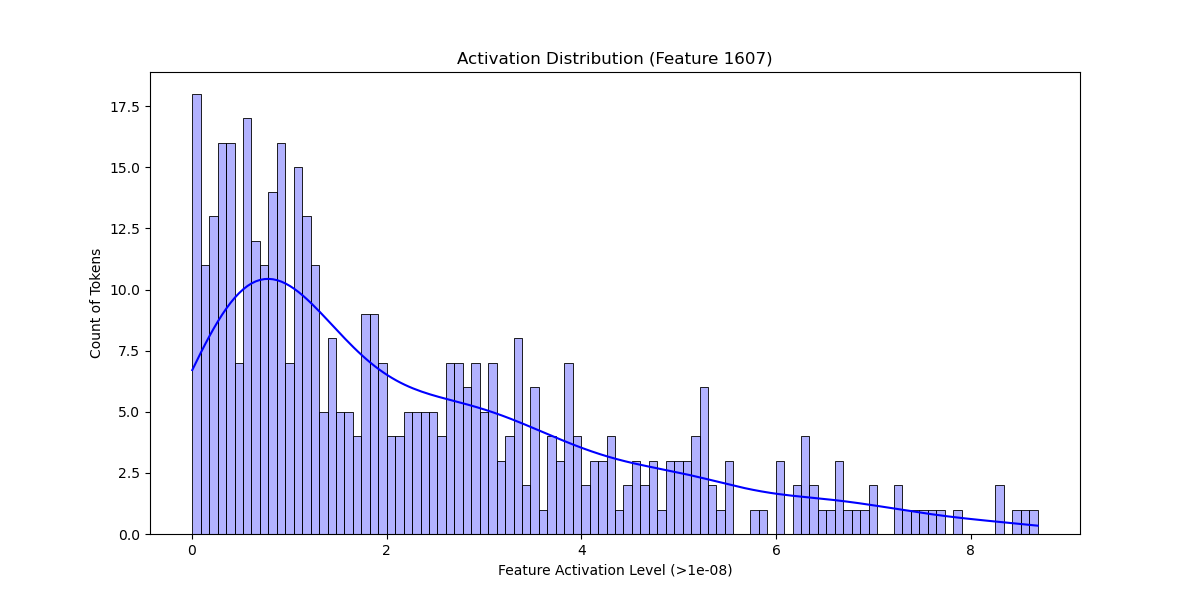 Activation Distribution (Feature 1607)
17.5
15.0
12.5
10.0
7.5
5.0
2.5
0.0
Count of Tokens
0 2 4 6 8
Feature Activation Level (>1e-08)